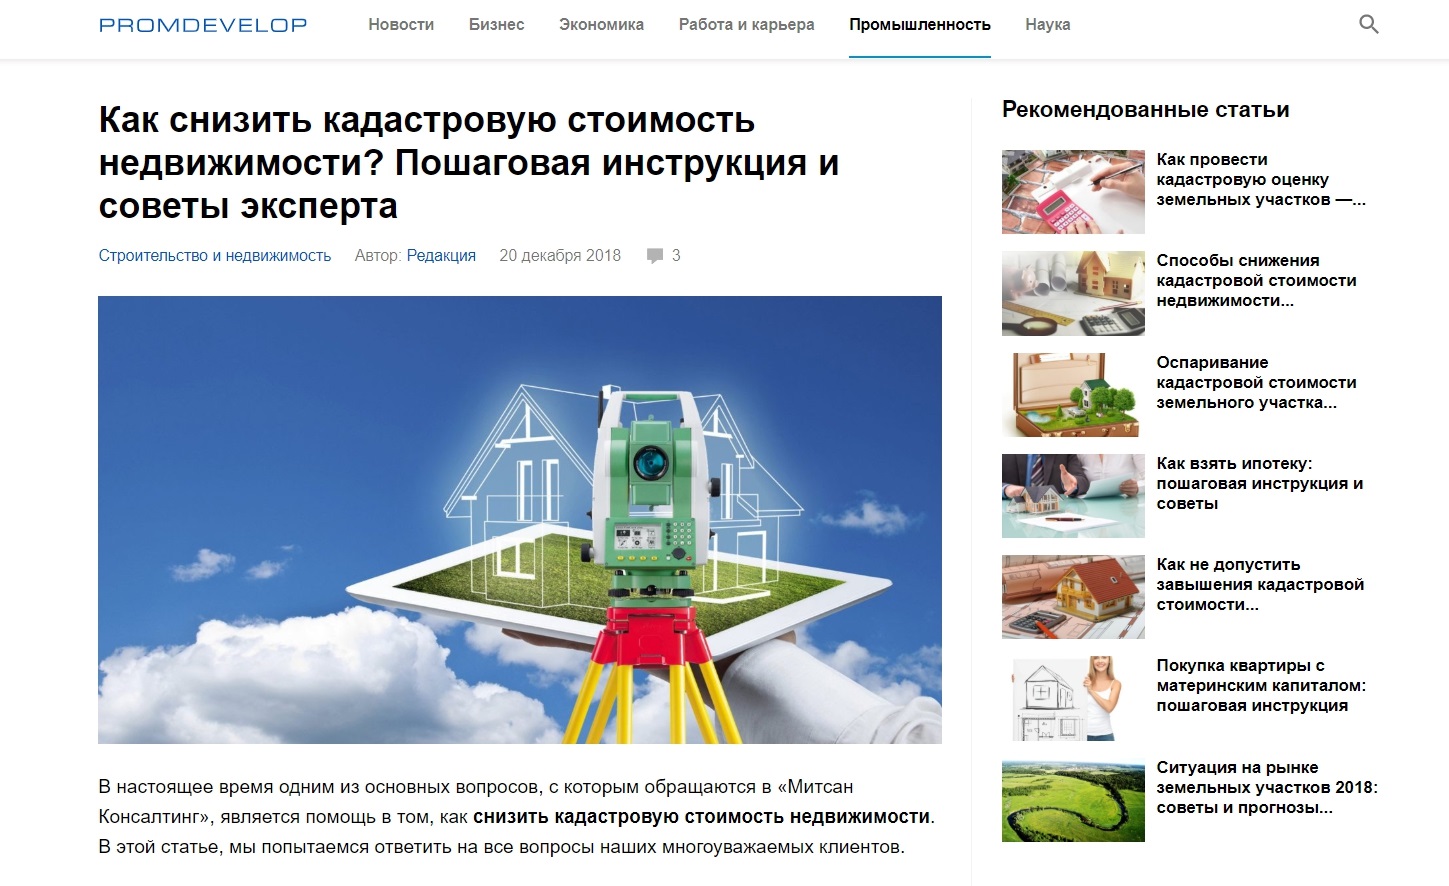 PROMDEVELOP
Новости
Бизнес
Экономика
Работа и карьера
Промышленность
Наука
Как снизить кадастровую стоимость
недвижимости? Пошаговая инструкция и
советы эксперта
Строительство и недвижимость
Автор: Редакция
20 декабря 2018
3
В настоящее время одним из основных вопросов, с которым обращаются в «Митсан
Консалтинг», является помощь в том, как снизить кадастровую стоимость недвижимости.
В этой статье, мы попытаемся ответить на все вопросы наших многоуважаемых клиентов.
Рекомендованные статьи
Как провести
кадастровую оценку
земельных участков —...
Способы снижения
кадастровой стоимости
недвижимости...
Оспаривание
кадастровой стоимости
земельного участка...
Как взять ипотеку:
пошаговая инструкция и
советы
Как не допустить
завышения кадастровой
стоимости...
Покупка квартиры с
материнским капиталом:
пошаговая инструкция
Ситуация на рынке
земельных участков 2018:
советы и прогнозы...